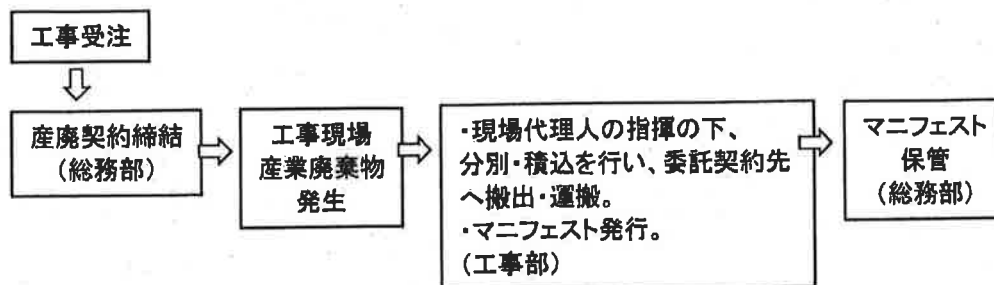 工事受注
産廃契約締結
(総務部)
工事現場
産業廃棄物
発生
・現場代理人の指揮の下、
分別・積込を行い、委託契約先
へ搬出・運搬。
・マニフェスト発行。
(工事部)
マニフェスト
保管
(総務部)